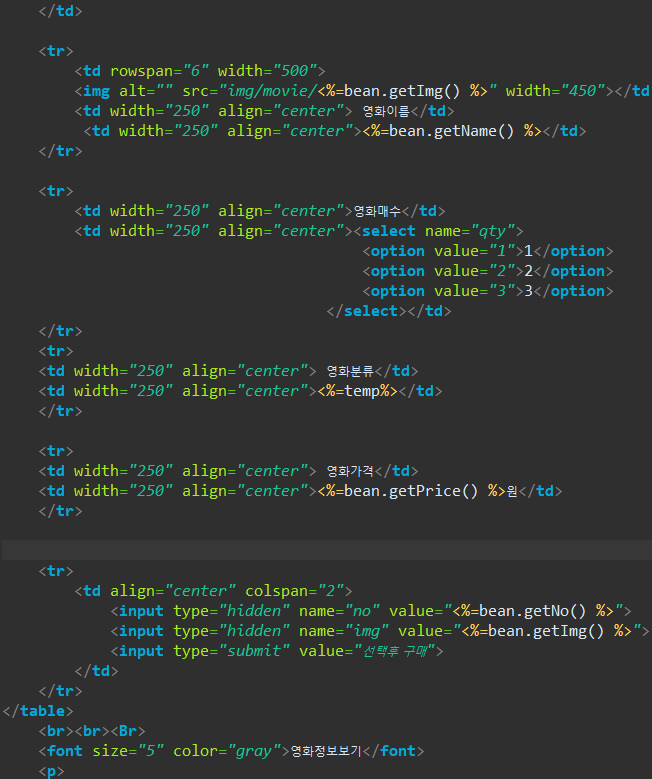 </td>
<tr>
<td rowspan="6" width="500">
<img alt="" src="img/movie/<%=bean.getImg() %>" width="450"></td
<td width="250" align="center"> 영화이름</td>
<td width="250" align="center"><%=bean.getName() %></td>
</tr>
<tr>
<td width="250" align="center">영화매수</td>
<td width="250" align="center"><select name="qty">
<option value="1">1</option>
<option value="2">2</option>
<option value="3">3</option>
</select></td>
</tr>
<tr>
<td width="250" align="center"> 영화분류</td>
<td width="250" align="center"><%=temp%></td>
</tr>
<tr>
<td width="250" align="center"> 영화가격</td>
<td width="250" align="center"><%=bean.getPrice() %>원</td>
</tr>
<tr>
<td align="center" colspan="2">
<input type="hidden" name="no" value="<%=bean.getNo() %>">
<input type="hidden" name="img" value="<%=bean.getImg() %>">
<input type="submit" value="선택후 구매">
</td>
</tr>
</table>
<br><br><Br>
<font size="5" color="gray">영화정보보기</font>
<p>